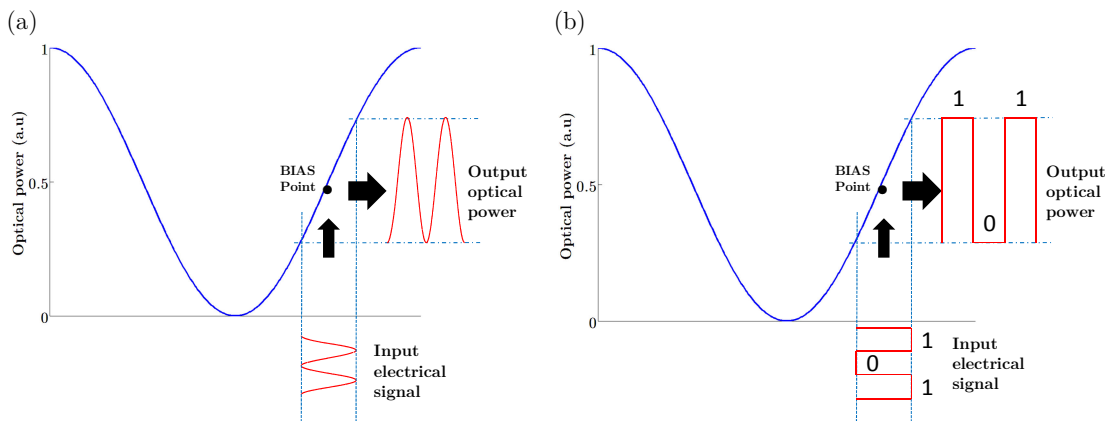 (a)
1
Optical power (a.u)
0.5
0
BIAS
Point
Output
optical
power
Input
electrical
signal
(b)
1
Optical power (a.u)
0.5
0
BIAS
Point
1 1
0
Output
optical
power
1
0
1
Input
electrical
signal